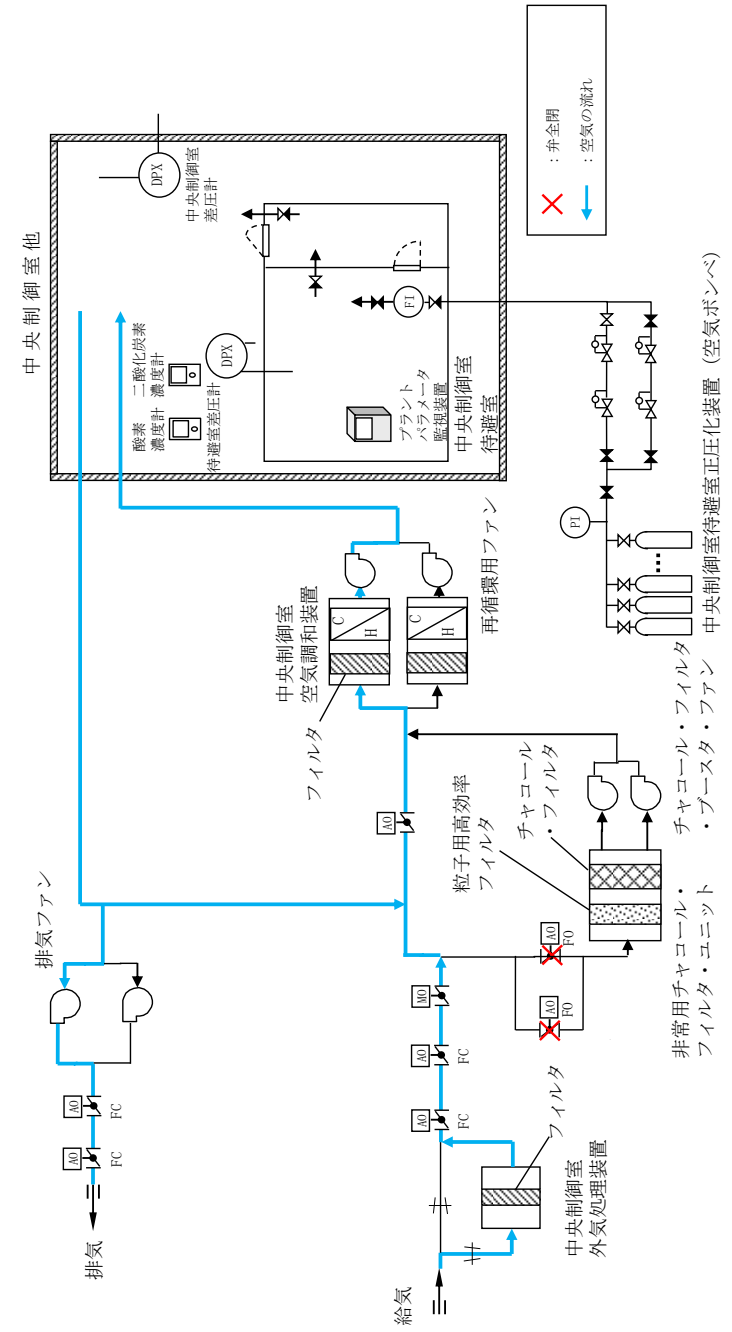 中央制御室他
DPX
中央制御室
差圧計
酸素
濃度計
二酸化炭素
濃度計
待避室差圧計
DPX
FI
プラント
パラメータ
監視装置
中央制御室
待避室
：弁全閉
：空気の流れ
PI
中央制御室待避室正圧化装置（空気ボンベ）
中央制御室
空気調和装置
フィルタ
C
H
C
H
再循環用ファン
AO
排気ファン
AO
FC
AO
FC
排気
給気
AO
FC
AO
FC
MO
AO
FO
AO
FO
フィルタ
中央制御室
外気処理装置
粒子用高効率
フィルタ
チャコール
・フィルタ
非常用チャコール・
フィルタ・ユニット
チャコール・フィルタ
・ブースタ・ファン